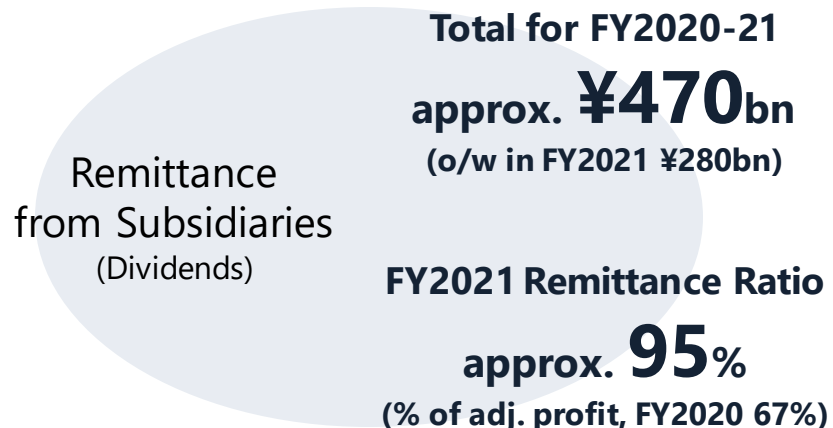 Remittance
from Subsidiaries
(Dividends)
Total for FY2020-21
approx. ¥470bn
(o/w in FY2021 ¥280bn)
FY2021 Remittance Ratio
approx. 95%
(% of adj. profit, FY2020 67%)